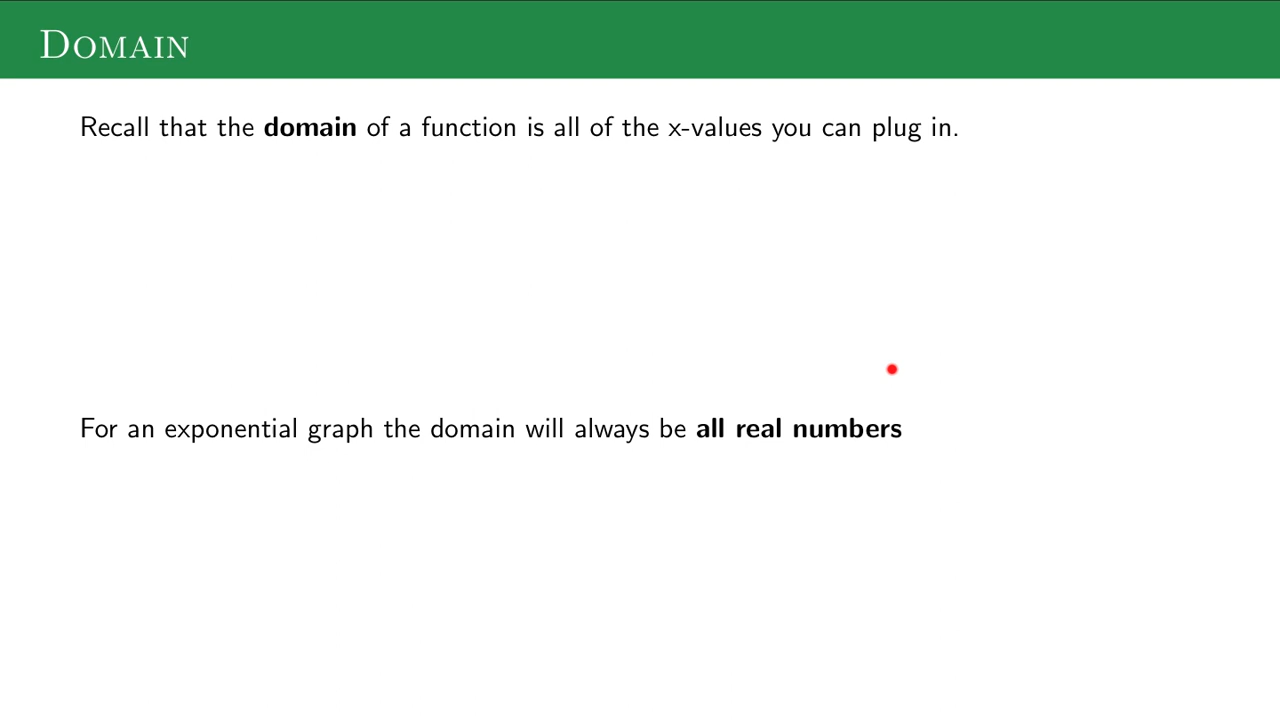 Domain
Recall that the domain of a function is all of the x-values you can plug in.
For an exponential graph the domain will always be all real numbers